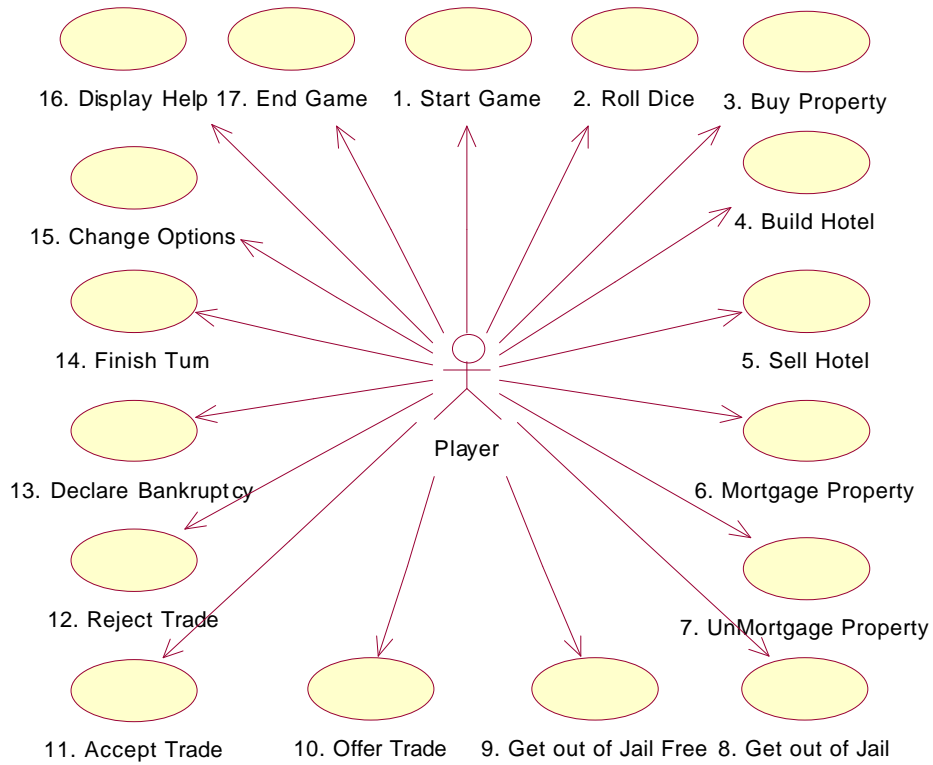 16. Display Help 17. End Game 1. Start Game 2. Roll Dice 3. Buy Property
4. Build Hotel
15. Change Options
14. Finish Turn 5. Sell Hotel
Player
13. Declare Bankruptcy 6. Mortgage Property
12. Reject Trade
7. UnMortgage Property
11. Accept Trade 10. Offer Trade 9. Get out of Jail Free 8. Get out of Jail